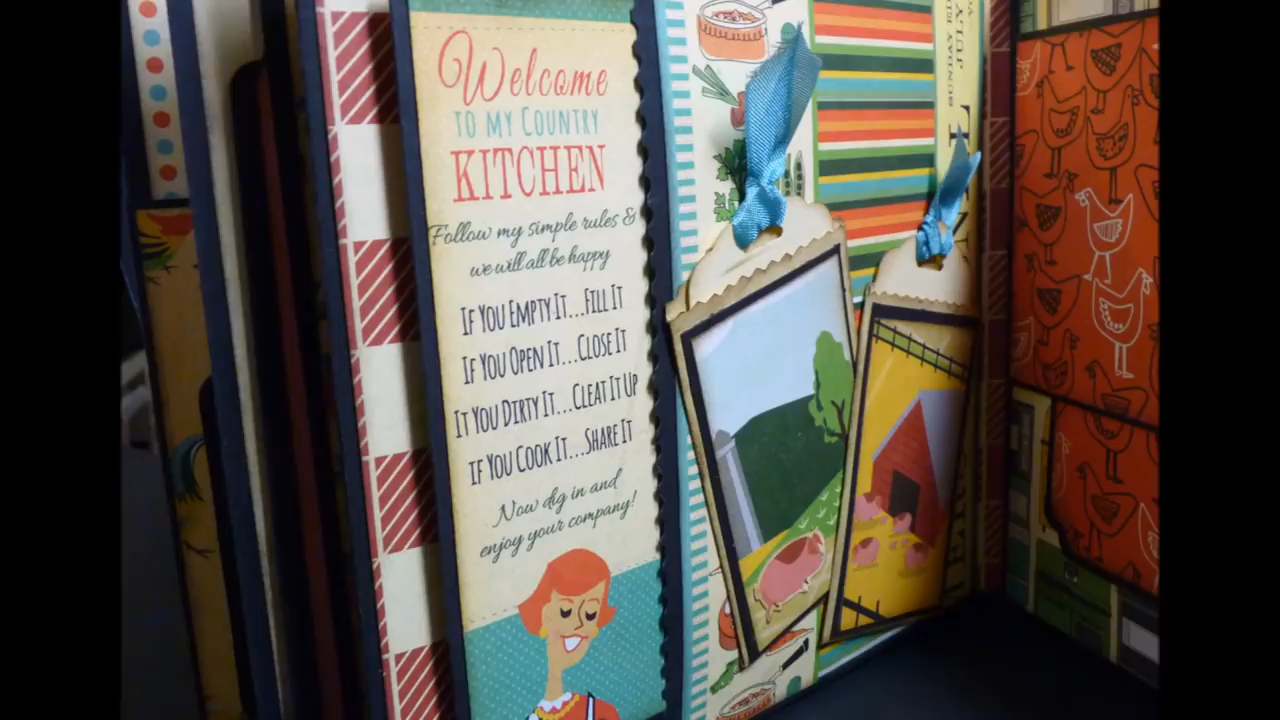 Welcome
TO MY COUNTRY
KITCHEN
Follow my simple rules &
we will all be happy
IF YOU EMPTY IT...FILL IT
IF YOU OPEN IT...CLOSE IT
IT YOU DIRTY IT...CLEAT IT UP
IF YOU COOK IT...SHARE IT
Now dig in and
enjoy your company!